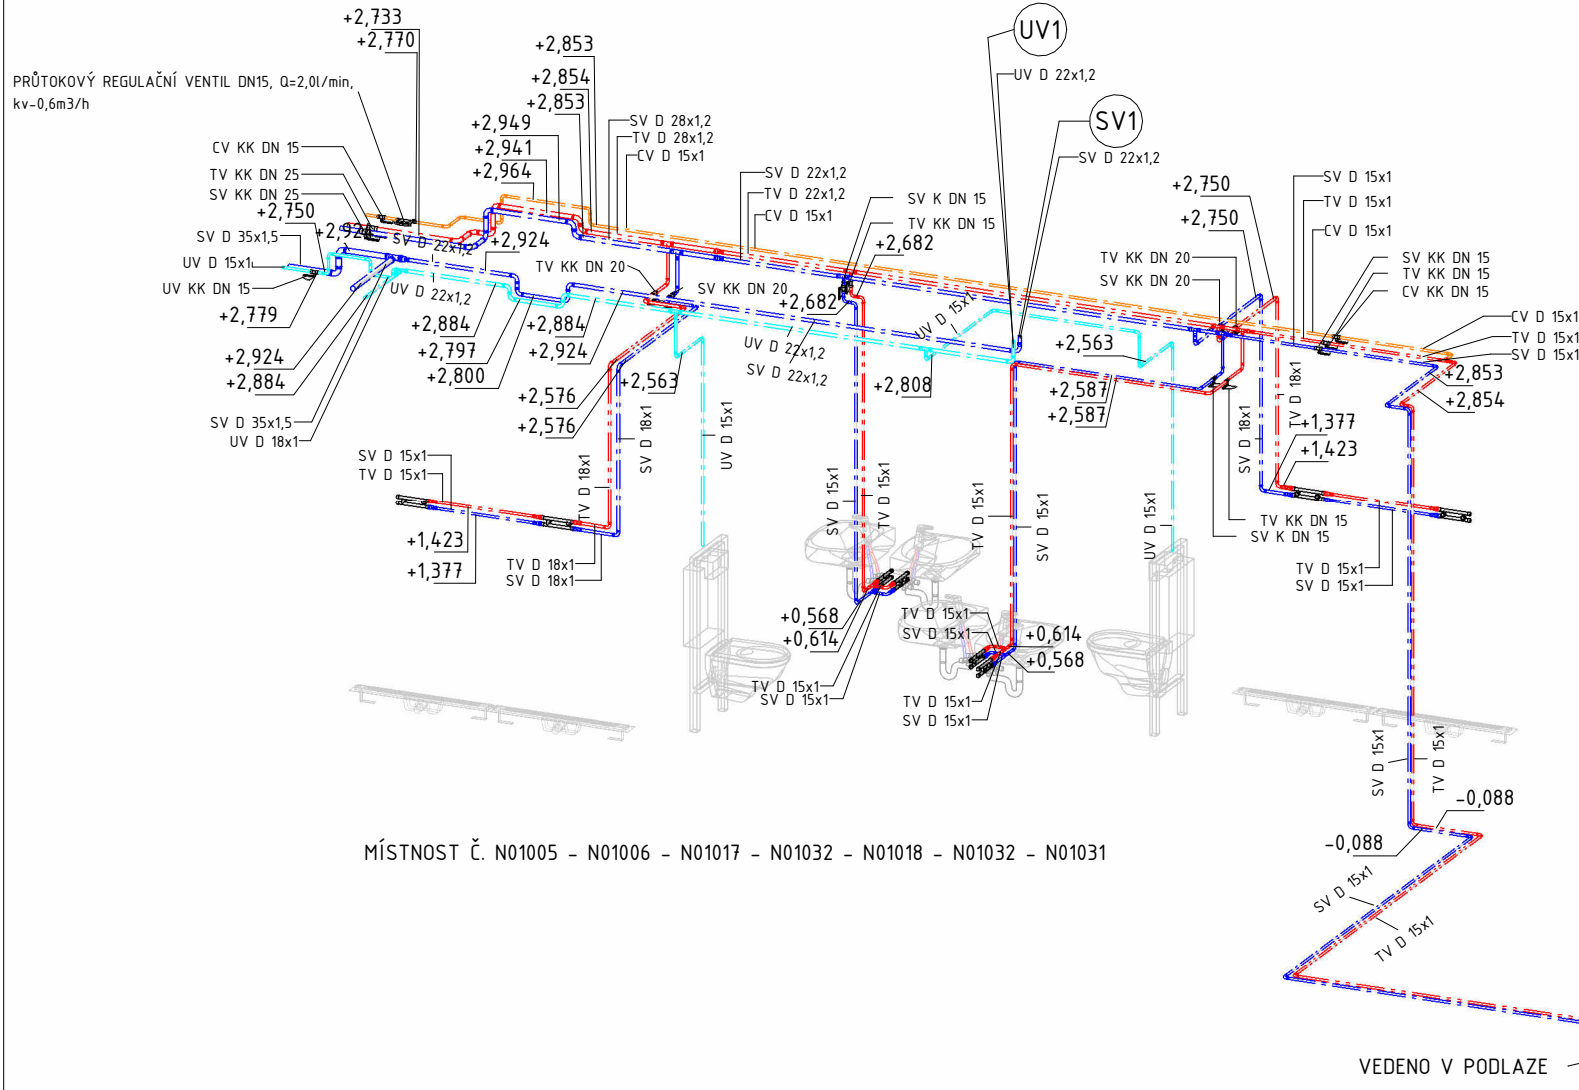 +2,733
+2,770
PRŮTOKOVÝ REGULAČNÍ VENTIL DN15, Q=2,0l/min,
kv-0,6m3/h
+2,853
+2,854
+2,853
+2,949
+2,941
+2,964
SV D 28x1,2
TV D 28x1,2
CV D 15x1
UV1
UV D 22x1,2
SV1
SV D 22x1,2
CV KK DN 15
TV KK DN 25
SV KK DN 25
+2,750
+2,924
SV D 35x1,5
UV D 15x1
UV KK DN 15
+2,779
SV D 22x1,2
+2,924
UV D 22x1,2
SV D 22x1,2
TV D 22x1,2
CV D 15x1
SV K DN 15
TV KK DN 15
+2,682
+2,682
TV KK DN 20
SV KK DN 20
+2,750
+2,750
SV D 15x1
TV D 15x1
CV D 15x1
TV KK DN 20
SV KK DN 20
SV KK DN 15
TV KK DN 15
CV KK DN 15
CV D 15x1
TV D 15x1
SV D 15x1
+2,853
+2,854
+2,884
+2,797
+2,800
+2,884
+2,924
+2,924
+2,884
SV D 35x1,5
UV D 18x1
UV D 22x1,2
SV D 22x1,2
UV D 15x1
+2,563
+2,808
+2,587
+2,587
+2,576
+2,576
+2,563
TV D 18x1
SV D 18x1
UV D 15x1
SV D 18x1
TV D 18x1
+1,377
+1,423
SV D 15x1
TV D 15x1
+1,423
+1,377
TV D 18x1
SV D 18x1
SV D 15x1
TV D 15x1
TV D 15x1
SV D 15x1
UV D 15x1
TV KK DN 15
SV K DN 15
TV D 15x1
SV D 15x1
+0,568
+0,614
TV D 15x1
SV D 15x1
+0,614
+0,568
TV D 15x1
SV D 15x1
TV D 15x1
SV D 15x1
SV D 15x1
TV D 15x1
-0,088
-0,088
MÍSTNOST Č. N01005 - N01006 - N01017 - N01032 - N01018 - N01032 - N01031
SV D 15x1
TV D 15x1
VEDENO V PODLAZE